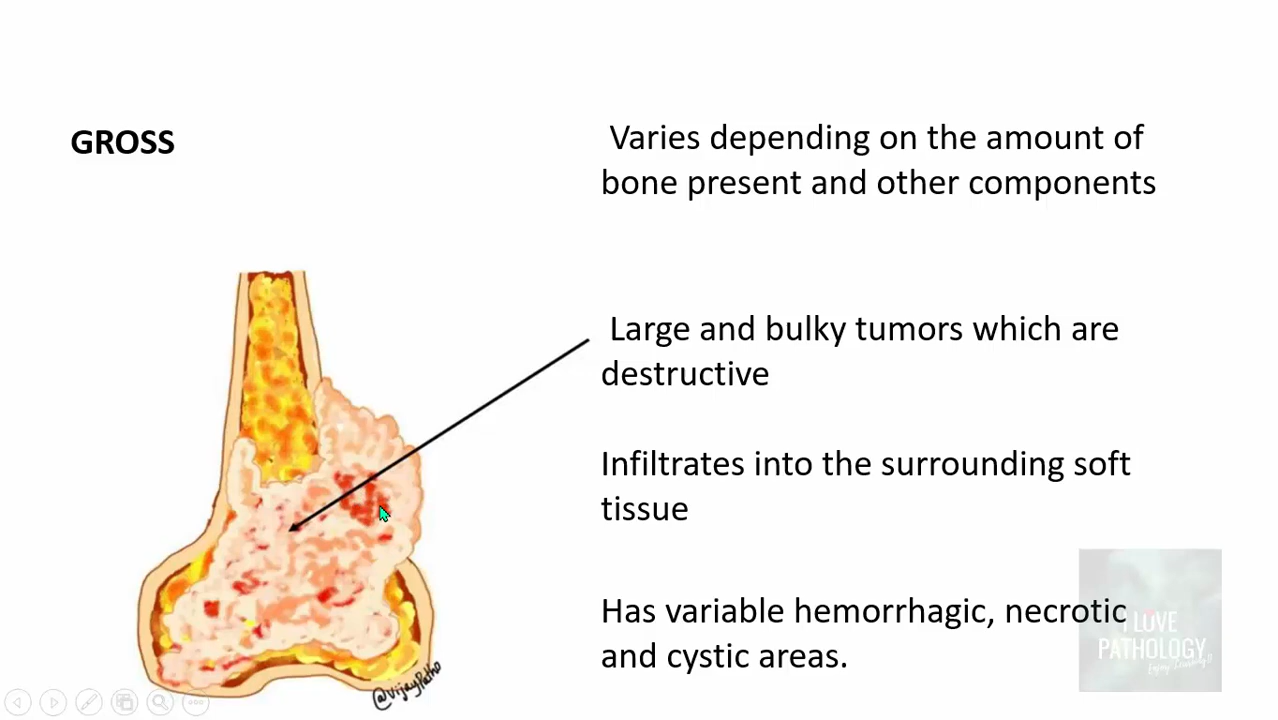 GROSS
Varies depending on the amount of
bone present and other components
Large and bulky tumors which are
destructive
Infiltrates into the surrounding soft
tissue
Has variable hemorrhagic, necrotic
and cystic areas.
@vijayPatho
I LOVE
PATHOLOGY